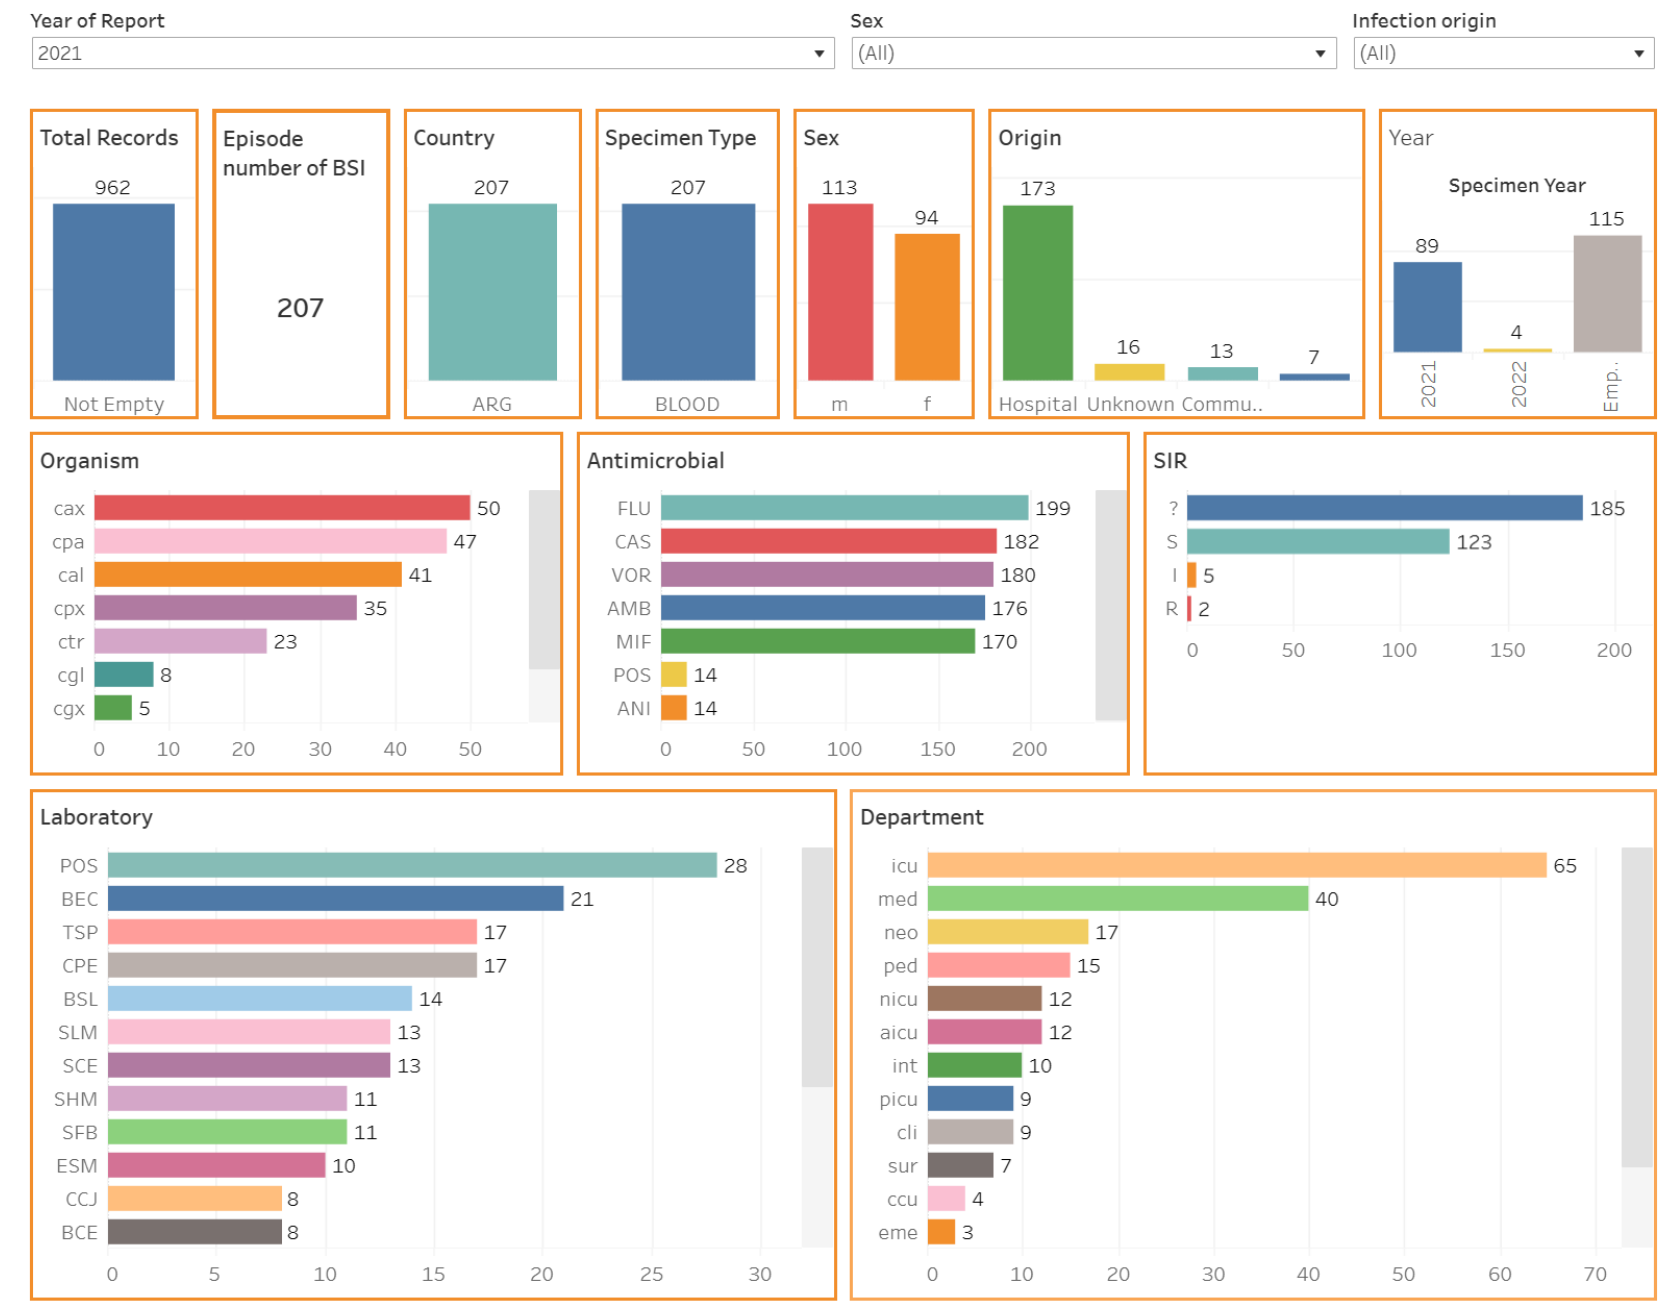 Year of Report
2021
Sex
(All)
Infection origin
(All)
Total Records
962
Not Empty
Episode
number of BSI
207
Country
207
ARG
Specimen Type
207
BLOOD
Sex
113
94
m f
Origin
173
16
13
7
Hospital Unknown Commu..
Year
Specimen Year
89
4
115
2021
2022
Emp..
Organism
cax 50
cpa 47
cal 41
cpx 35
ctr 23
cgl 8
cgx 5
0 10 20 30 40 50
Antimicrobial
FLU 199
CAS 182
VOR 180
AMB 176
MIF 170
POS 14
ANI 14
0 50 100 150 200
SIR
? 185
S 123
I 5
R 2
0 50 100 150 200
Laboratory
POS 28
BEC 21
TSP 17
CPE 17
BSL 14
SLM 13
SCE 13
SHM 11
SFB 11
ESM 10
CCJ 8
BCE 8
0 5 10 15 20 25 30
Department
icu 65
med 40
neo 17
ped 15
nicu 12
aicu 12
int 10
picu 9
cli 9
sur 7
ccu 4
eme 3
0 10 20 30 40 50 60 70